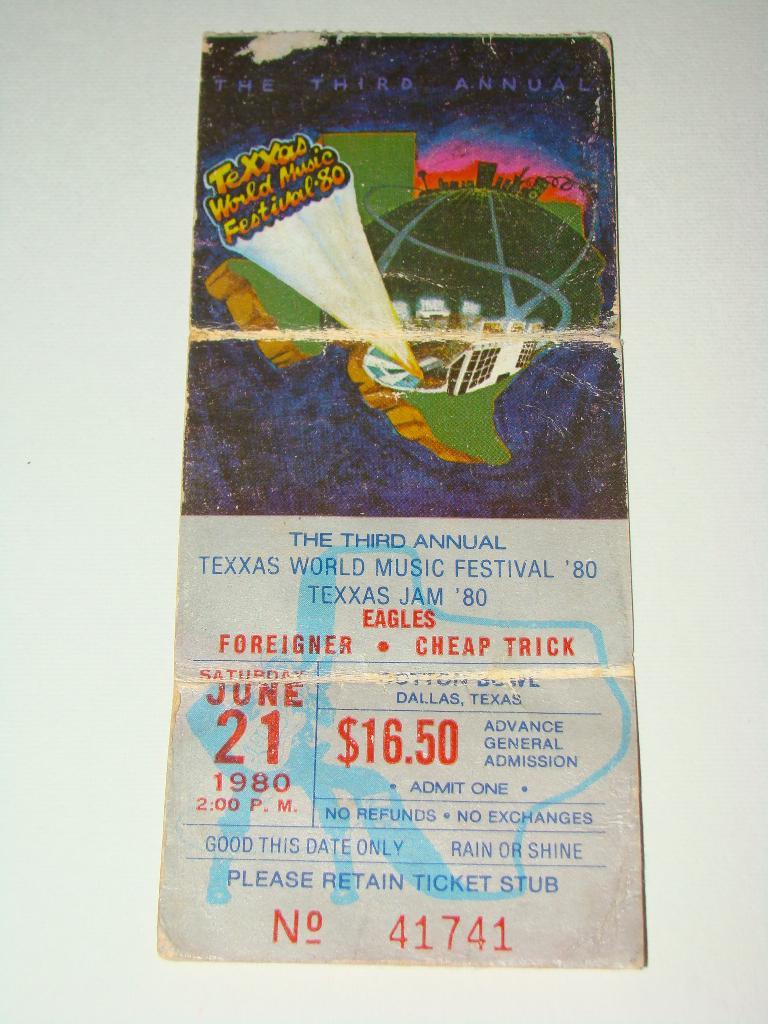 THE THIRD ANNUAL
Texxas
World Music
Festival·80
THE THIRD ANNUAL
TEXXAS WORLD MUSIC FESTIVAL '80
TEXXAS JAM '80
EAGLES
FOREIGNER • CHEAP TRICK
SATURDAY
JUNE
21
1980
2:00 P. M.
COTTON BOWL
DALLAS, TEXAS
$16.50
ADVANCE
GENERAL
ADMISSION
• ADMIT ONE •
NO REFUNDS • NO EXCHANGES
GOOD THIS DATE ONLY RAIN OR SHINE
PLEASE RETAIN TICKET STUB
Nº 41741